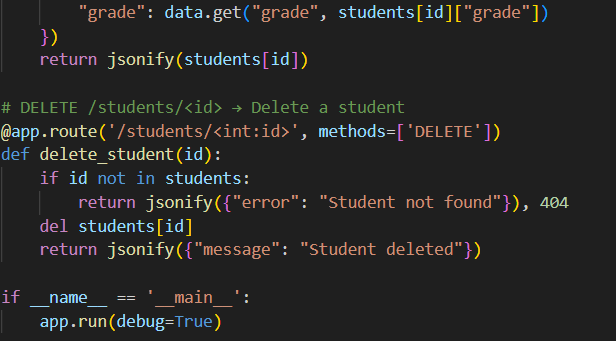 "grade": data.get("grade", students[id]["grade"])
})
return jsonify(students[id])
# DELETE /students/<id> → Delete a student
@app.route('/students/<int:id>', methods=['DELETE'])
def delete_student(id):
if id not in students:
return jsonify({"error": "Student not found"}), 404
del students[id]
return jsonify({"message": "Student deleted"})
if __name__ == '__main__':
app.run(debug=True)